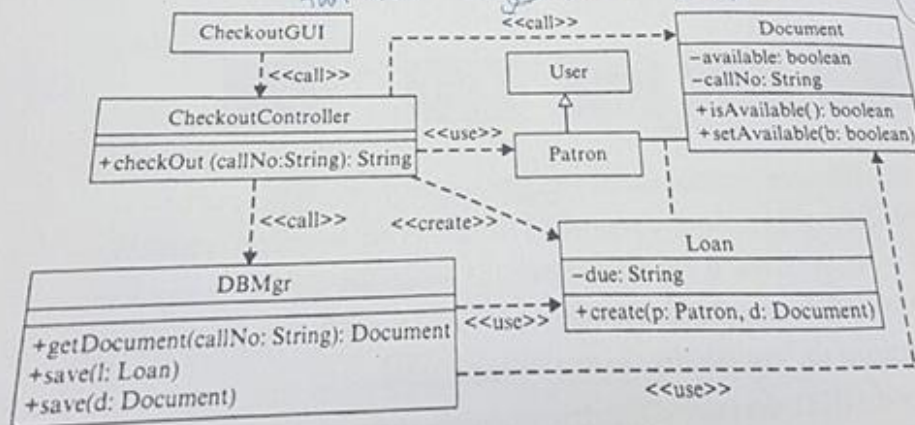 CheckoutGUI
<<call>>
<<call>>
Document
−available: boolean
−callNo: String
+isAvailable(): boolean
+setAvailable(b: boolean)
User
CheckoutController
+checkOut (callNo:String): String
<<use>>
Patron
<<call>>
<<create>>
Loan
−due: String
+create(p: Patron, d: Document)
DBMgr
+getDocument(callNo: String): Document
+save(l: Loan)
+save(d: Document)
<<use>>
<<use>>